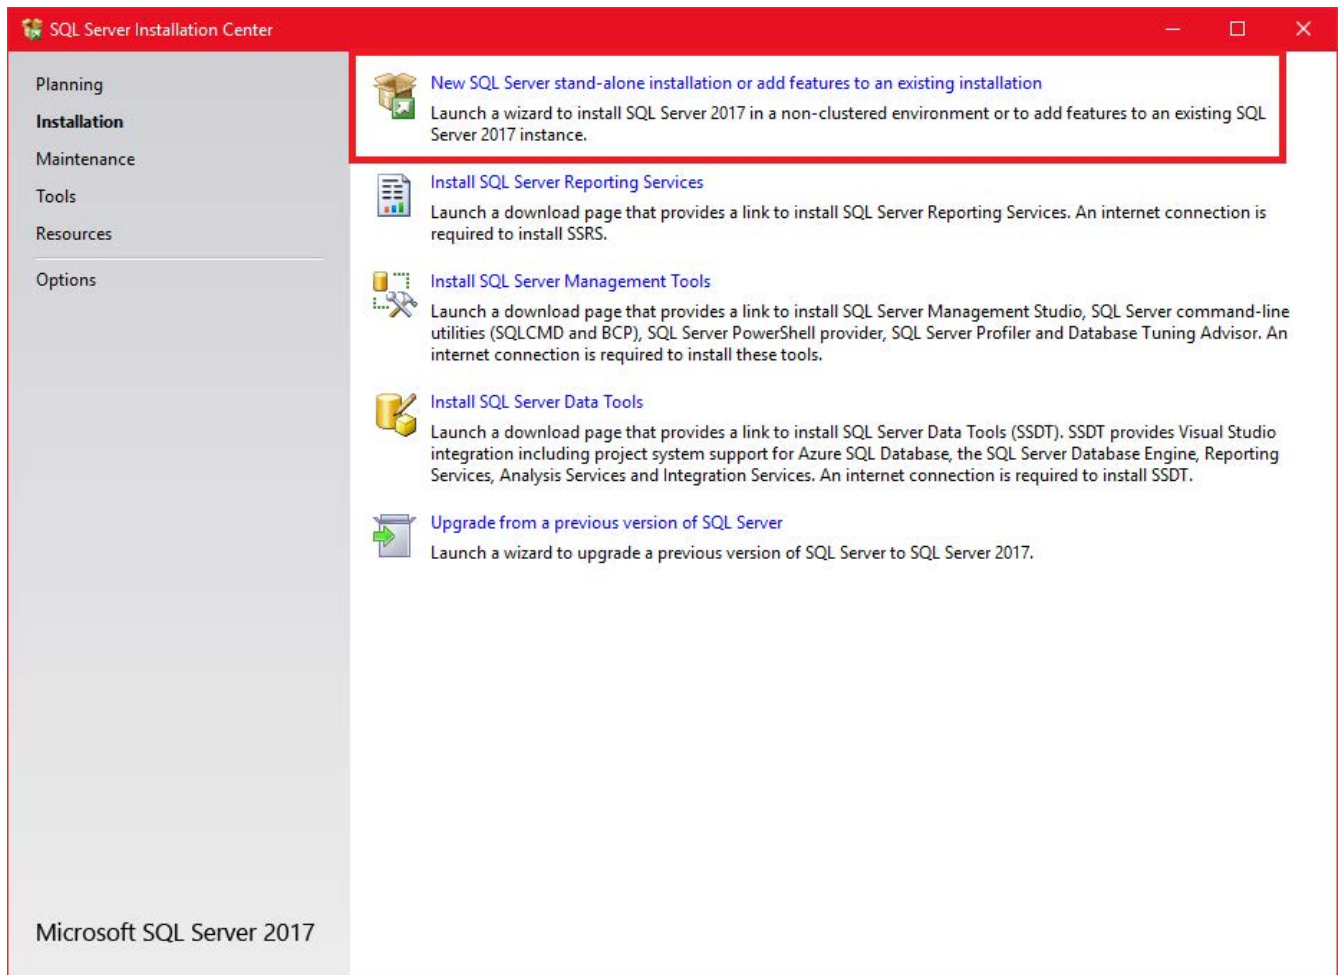 SQL Server Installation Center
Planning
Installation
Maintenance
Tools
Resources
Options
Microsoft SQL Server 2017
New SQL Server stand-alone installation or add features to an existing installation
Launch a wizard to install SQL Server 2017 in a non-clustered environment or to add features to an existing SQL
Server 2017 instance.
Install SQL Server Reporting Services
Launch a download page that provides a link to install SQL Server Reporting Services. An internet connection is
required to install SSRS.
Install SQL Server Management Tools
Launch a download page that provides a link to install SQL Server Management Studio, SQL Server command-line
utilities (SQLCMD and BCP), SQL Server PowerShell provider, SQL Server Profiler and Database Tuning Advisor. An
internet connection is required to install these tools.
Install SQL Server Data Tools
Launch a download page that provides a link to install SQL Server Data Tools (SSDT). SSDT provides Visual Studio
integration including project system support for Azure SQL Database, the SQL Server Database Engine, Reporting
Services, Analysis Services and Integration Services. An internet connection is required to install SSDT.
Upgrade from a previous version of SQL Server
Launch a wizard to upgrade a previous version of SQL Server to SQL Server 2017.